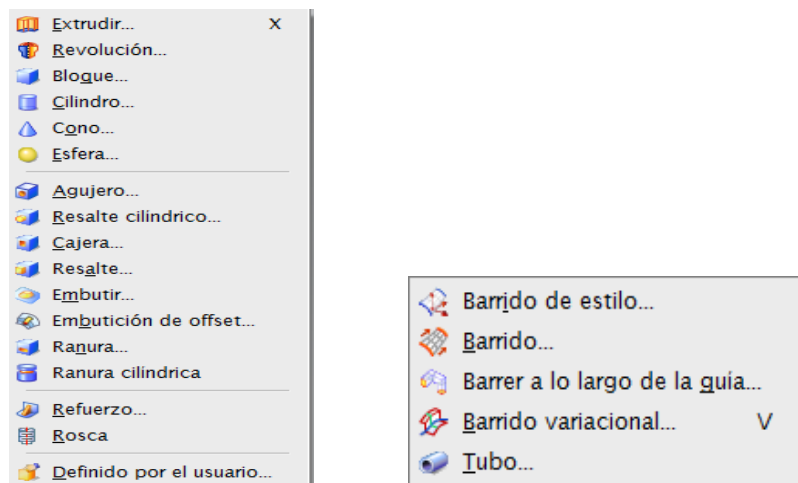 Extrudir... X
Revolución...
Bloque...
Cilindro...
Cono...
Esfera...
Agujero...
Resalte cilíndrico...
Cajera...
Resalte...
Embutir...
Embutición de offset...
Ranura...
Ranura cilíndrica
Refuerzo...
Rosca
Definido por el usuario...
Barrido de estilo...
Barrido...
Barrer a lo largo de la guía...
Barrido variacional... V
Tubo...